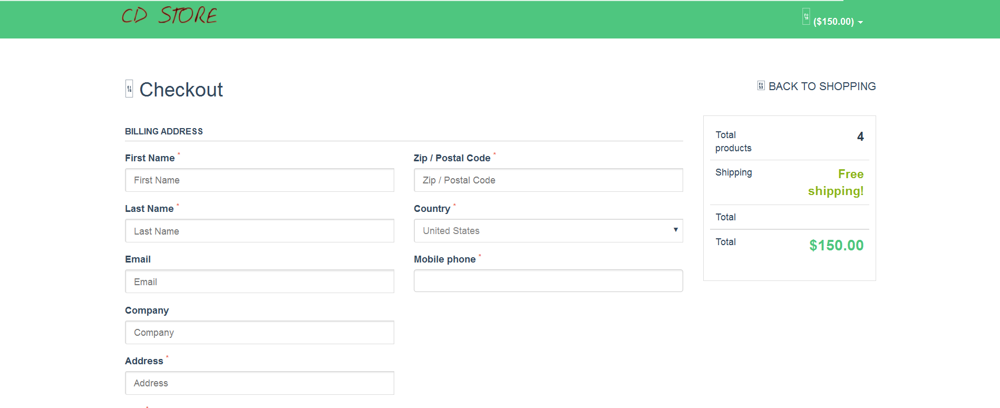 CD STORE
($150.00)
Checkout
BACK TO SHOPPING
BILLING ADDRESS
First Name *
First Name
Last Name *
Last Name
Email
Email
Company
Company
Address *
Address
*
Zip / Postal Code *
Zip / Postal Code
Country *
United States
Mobile phone *
Total products 4
Shipping Free shipping!
Total
Total $150.00